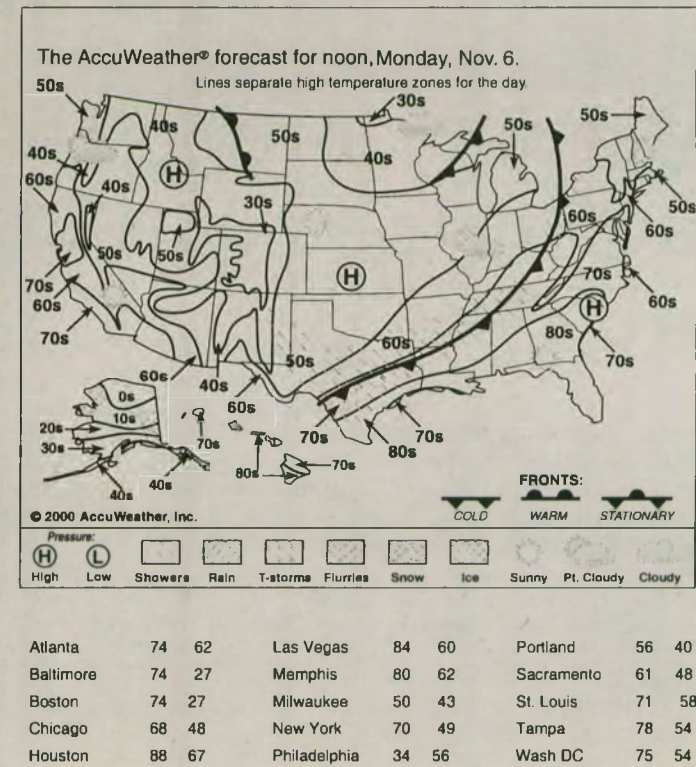 The AccuWeather® forecast for noon, Monday, Nov. 6.
Lines separate high temperature zones for the day.
50s
30s
50s
40s
50s
50s
40s
40s
40s
60s
H
30s
50s
60s
60s
50s
50s
70s
H
70s
60s
H
60s
70s
60s
80s
50s
70s
60s
40s
60s
0s
10s
20s
30s
70s
70s
70s
80s
80s
70s
40s
40s
FRONTS:
© 2000 AccuWeather, Inc.
COLD WARM STATIONARY
Pressure:
H L
High Low Showers Rain T-storms Flurries Snow Ice Sunny Pt. Cloudy Cloudy
Atlanta 74 62 Las Vegas 84 60 Portland 56 40
Baltimore 74 27 Memphis 80 62 Sacramento 61 48
Boston 74 27 Milwaukee 50 43 St. Louis 71 58
Chicago 68 48 New York 70 49 Tampa 78 54
Houston 88 67 Philadelphia 34 56 Wash DC 75 54